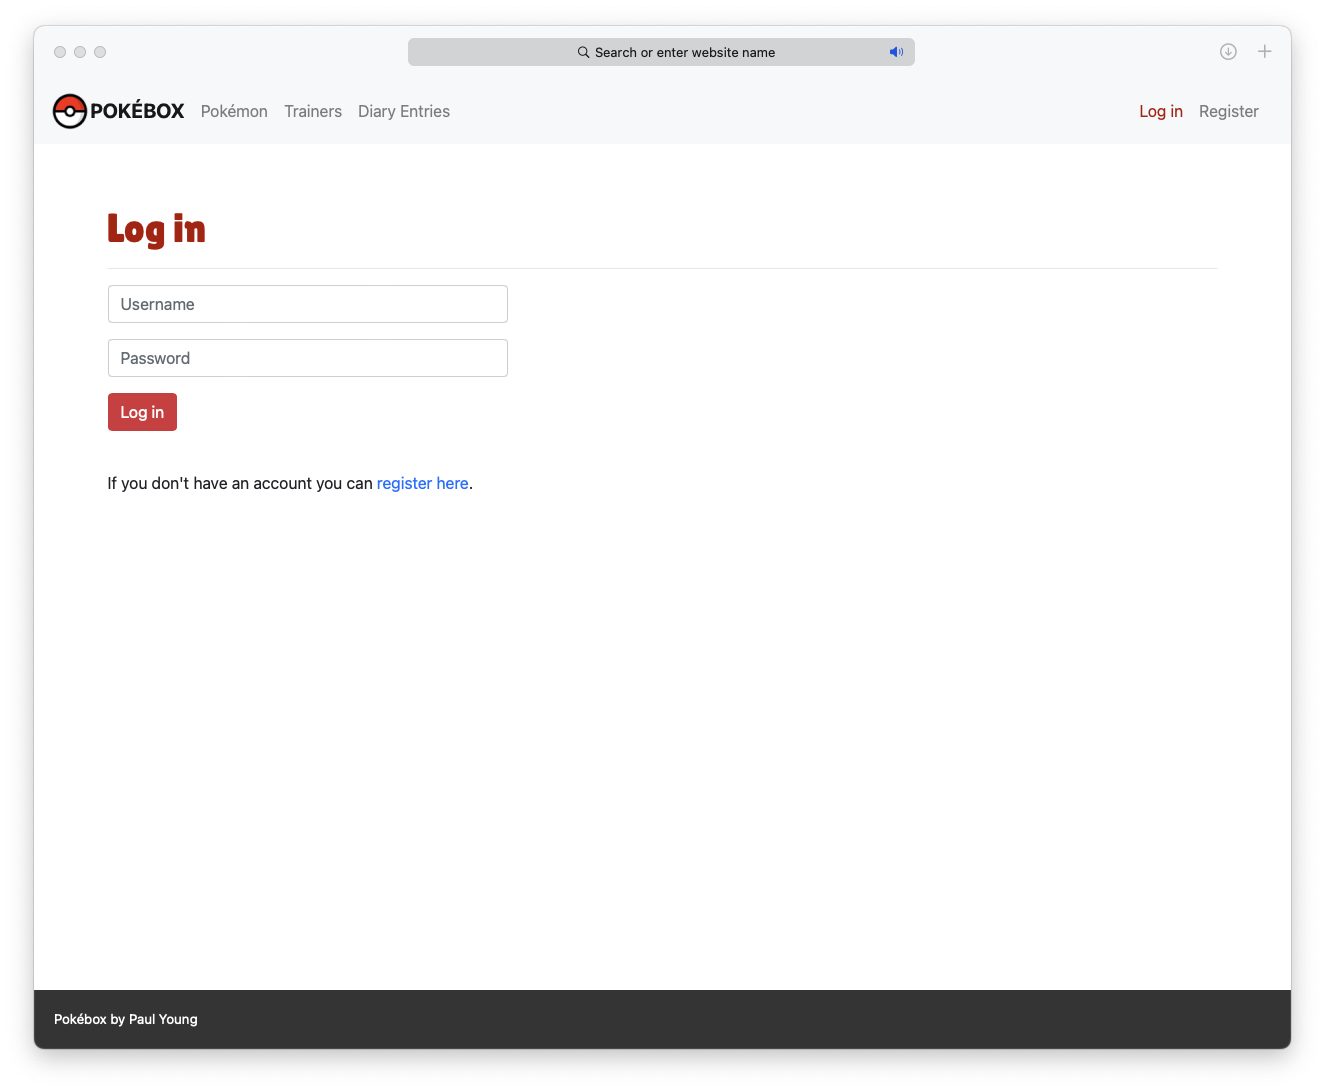 Search or enter website name
POKÉBOX Pokémon Trainers Diary Entries Log in Register
Log in
Username
Password
Log in
If you don't have an account you can register here.
Pokébox by Paul Young